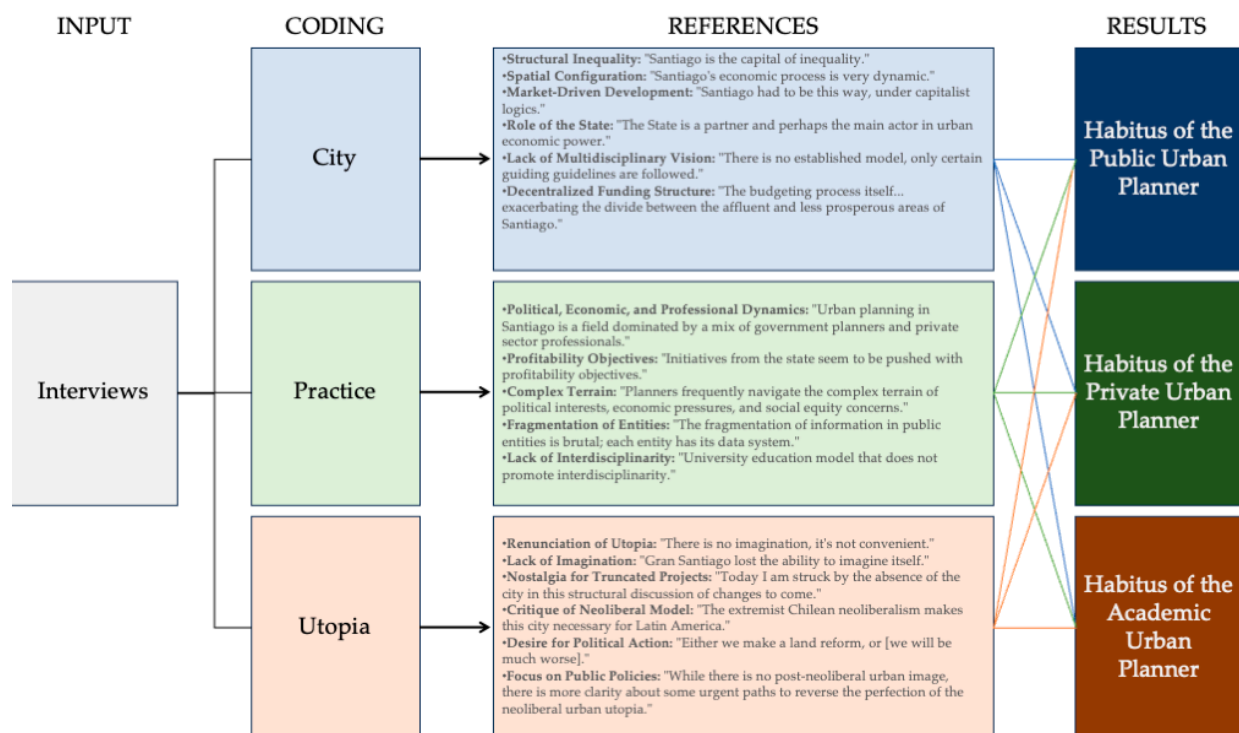 INPUT
CODING
REFERENCES
RESULTS
Interviews
City
•Structural Inequality: "Santiago is the capital of inequality."
•Spatial Configuration: "Santiago's economic process is very dynamic."
•Market-Driven Development: "Santiago had to be this way, under capitalist
logics."
•Role of the State: "The State is a partner and perhaps the main actor in urban
economic power."
•Lack of Multidisciplinary Vision: "There is no established model, only certain
guiding guidelines are followed."
•Decentralized Funding Structure: "The budgeting process itself...
exacerbating the divide between the affluent and less prosperous areas of
Santiago."
Practice
•Political, Economic, and Professional Dynamics: "Urban planning in
Santiago is a field dominated by a mix of government planners and private
sector professionals."
•Profitability Objectives: "Initiatives from the state seem to be pushed with
profitability objectives."
•Complex Terrain: "Planners frequently navigate the complex terrain of
political interests, economic pressures, and social equity concerns."
•Fragmentation of Entities: "The fragmentation of information in public
entities is brutal; each entity has its data system."
•Lack of Interdisciplinarity: "University education model that does not
promote interdisciplinarity."
Utopia
•Renunciation of Utopia: "There is no imagination, it's not convenient."
•Lack of Imagination: "Gran Santiago lost the ability to imagine itself."
•Nostalgia for Truncated Projects: "Today I am struck by the absence of the
city in this structural discussion of changes to come."
•Critique of Neoliberal Model: "The extremist Chilean neoliberalism makes
this city necessary for Latin America."
•Desire for Political Action: "Either we make a land reform, or [we will be
much worse]."
•Focus on Public Policies: "While there is no post-neoliberal urban image,
there is more clarity about some urgent paths to reverse the perfection of the
neoliberal urban utopia."
Habitus of the
Public Urban
Planner
Habitus of the
Private Urban
Planner
Habitus of the
Academic
Urban
Planner